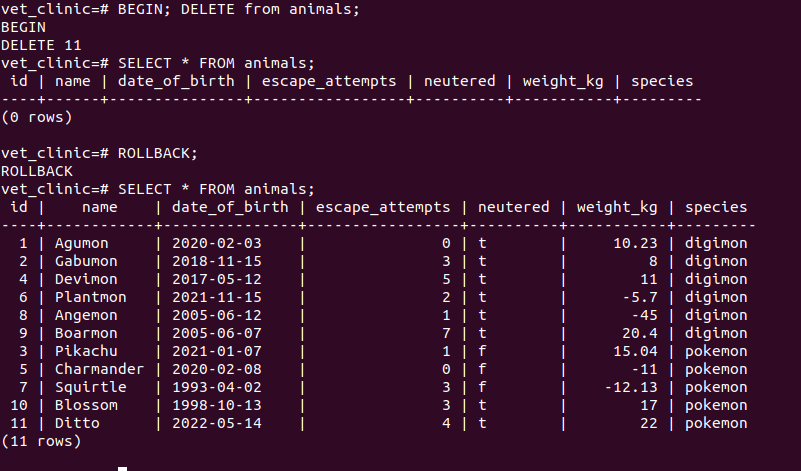 vet_clinic=# BEGIN; DELETE from animals;
BEGIN
DELETE 11
vet_clinic=# SELECT * FROM animals;
 id | name | date_of_birth | escape_attempts | neutered | weight_kg | species
----+------+---------------+-----------------+----------+-----------+---------
(0 rows)

vet_clinic=# ROLLBACK;
ROLLBACK
vet_clinic=# SELECT * FROM animals;
 id |    name    | date_of_birth | escape_attempts | neutered | weight_kg | species
----+------------+---------------+-----------------+----------+-----------+---------
  1 | Agumon     | 2020-02-03    |               0 | t        |     10.23 | digimon
  2 | Gabumon    | 2018-11-15    |               3 | t        |         8 | digimon
  4 | Devimon    | 2017-05-12    |               5 | t        |        11 | digimon
  6 | Plantmon   | 2021-11-15    |               2 | t        |      -5.7 | digimon
  8 | Angemon    | 2005-06-12    |               1 | t        |       -45 | digimon
  9 | Boarmon    | 2005-06-07    |               7 | t        |      20.4 | digimon
  3 | Pikachu    | 2021-01-07    |               1 | f        |     15.04 | pokemon
  5 | Charmander | 2020-02-08    |               0 | f        |       -11 | pokemon
  7 | Squirtle   | 1993-04-02    |               3 | f        |    -12.13 | pokemon
 10 | Blossom    | 1998-10-13    |               3 | t        |        17 | pokemon
 11 | Ditto      | 2022-05-14    |               4 | t        |        22 | pokemon
(11 rows)